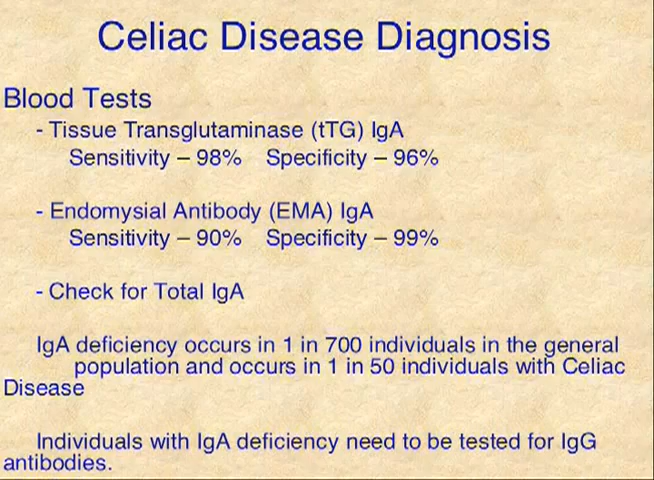 Celiac Disease Diagnosis
Blood Tests
- Tissue Transglutaminase (tTG) IgA
Sensitivity – 98% Specificity – 96%
- Endomysial Antibody (EMA) IgA
Sensitivity – 90% Specificity – 99%
- Check for Total IgA
IgA deficiency occurs in 1 in 700 individuals in the general
population and occurs in 1 in 50 individuals with Celiac
Disease
Individuals with IgA deficiency need to be tested for IgG
antibodies.